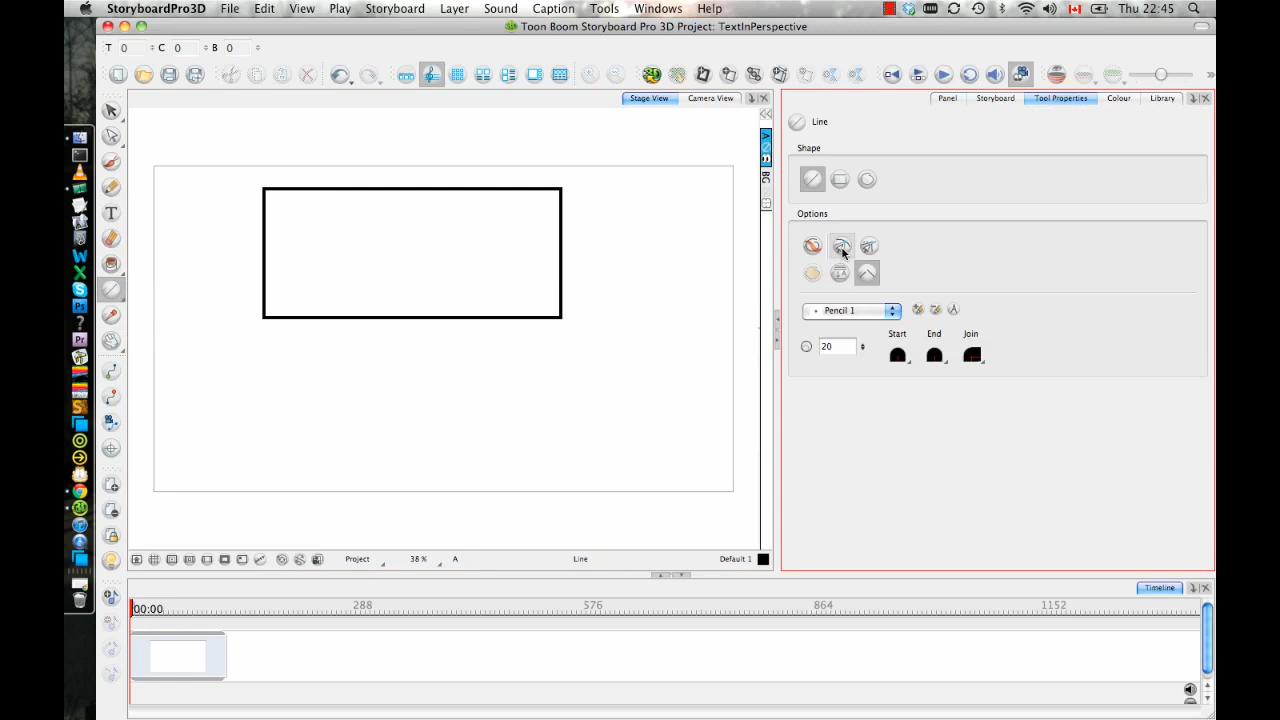 StoryboardPro3D File Edit View Play Storyboard Layer Sound Caption Tools Windows Help Thu 22:45
Toon Boom Storyboard Pro 3D Project: TextInPerspective
T 0 C 0 B 0
Stage View Camera View
Panel Storyboard Tool Properties Colour Library
Line
Shape
Options
Pencil 1
Start End Join
20
A
BG
T
Project 38 % A Line Default 1
Timeline
00:00 288 576 864 1152